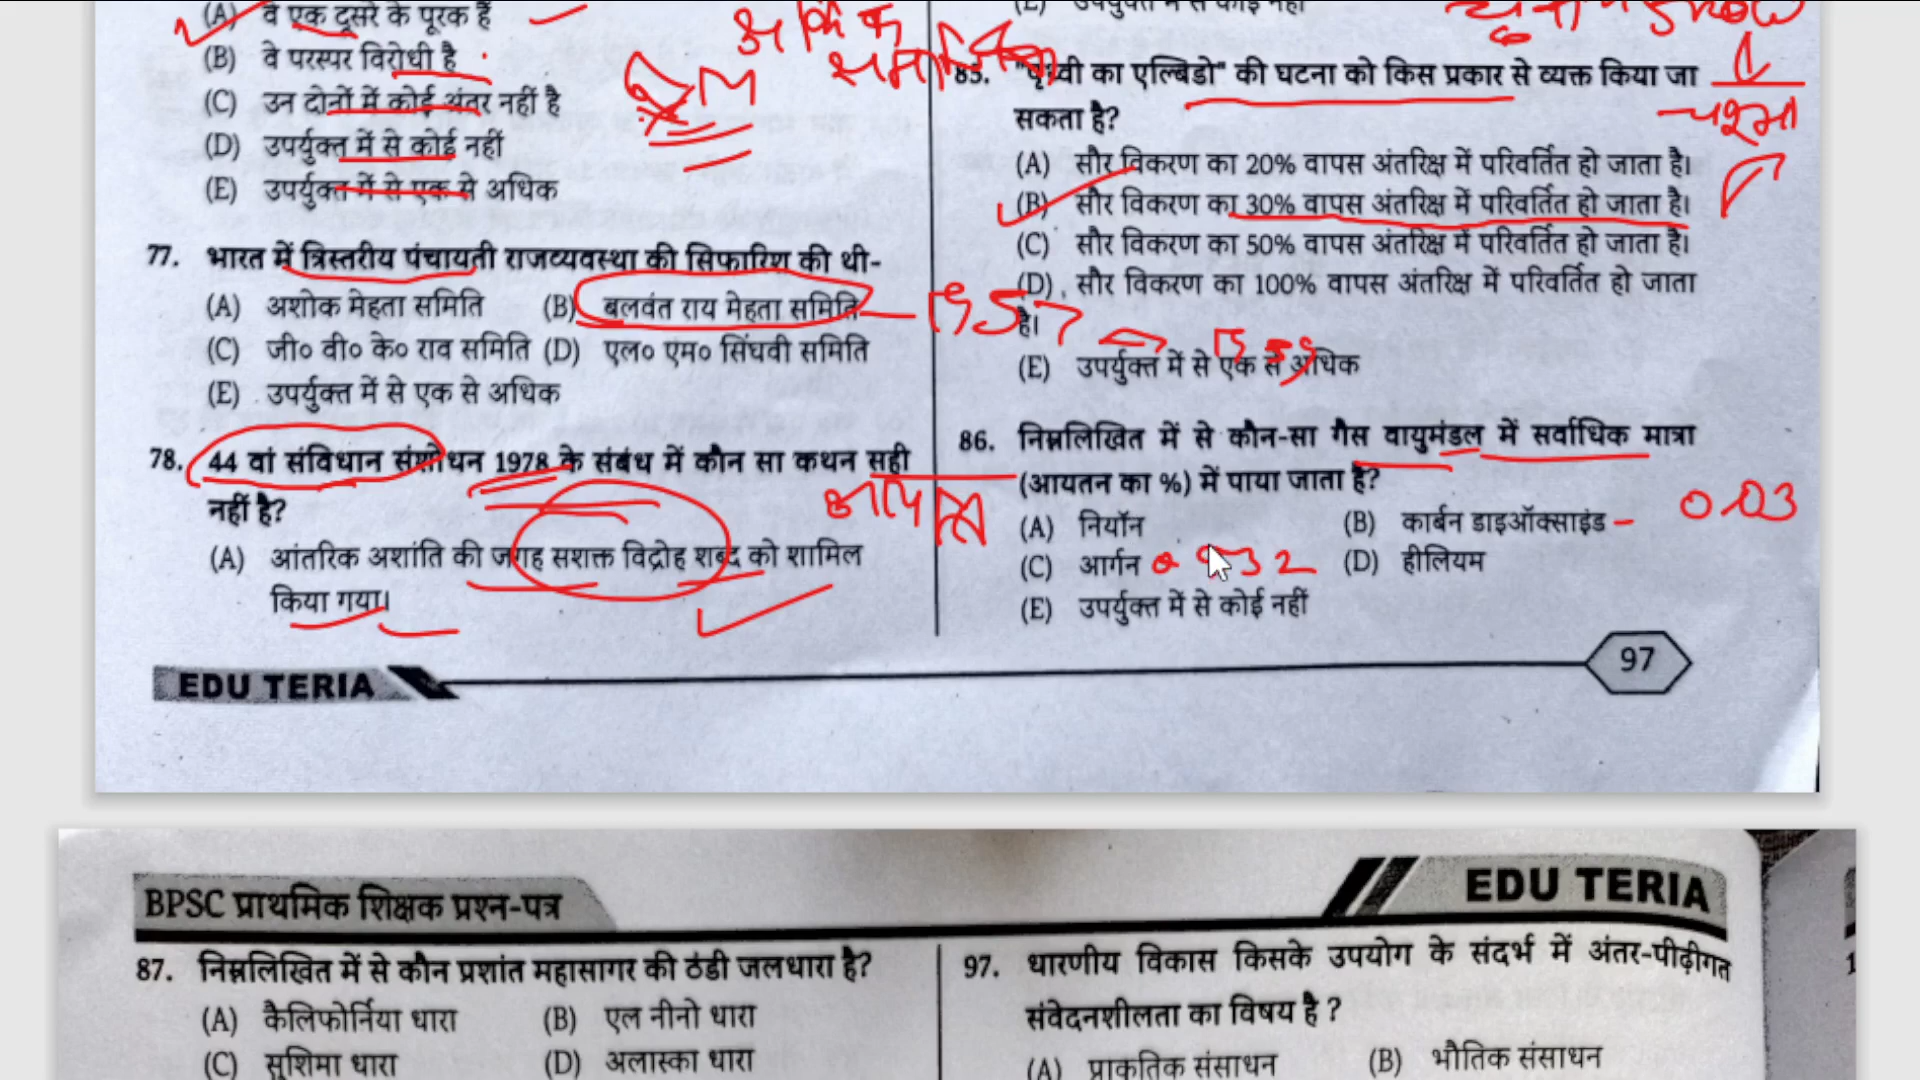 (A) वे एक दूसरे के पूरक हैं
(B) वे परस्पर विरोधी है
(C) उन दोनों में कोई अंतर नहीं है
(D) उपर्युक्त में से कोई नहीं
(E) उपर्युक्त में से एक से अधिक
77. भारत में त्रिस्तरीय पंचायती राजव्यवस्था की सिफारिश की थी-
(A) अशोक मेहता समिति (B) बलवंत राय मेहता समिति
(C) जी० वी० के० राव समिति (D) एल० एम० सिंघवी समिति
(E) उपर्युक्त में से एक से अधिक
78. 44 वां संविधान संशोधन 1978 के संबंध में कौन सा कथन सही
नहीं है?
(A) आंतरिक अशांति की जगह सशक्त विद्रोह शब्द को शामिल
किया गया।
(E) उपर्युक्त में से कोई नहीं
85. "पृथ्वी का एल्बिडो" की घटना को किस प्रकार से व्यक्त किया जा
सकता है?
(A) सौर विकरण का 20% वापस अंतरिक्ष में परिवर्तित हो जाता है।
(B) सौर विकरण का 30% वापस अंतरिक्ष में परिवर्तित हो जाता है।
(C) सौर विकरण का 50% वापस अंतरिक्ष में परिवर्तित हो जाता है।
(D) सौर विकरण का 100% वापस अंतरिक्ष में परिवर्तित हो जाता
है।
1957
(E) उपर्युक्त में से एक से अधिक
86. निम्नलिखित में से कौन-सा गैस वायुमंडल में सर्वाधिक मात्रा
(आयतन का %) में पाया जाता है?
(A) नियॉन (B) कार्बन डाइऑक्साइंड 0.03
(C) आर्गन (D) हीलियम
(E) उपर्युक्त में से कोई नहीं
EDU TERIA 97
BPSC प्राथमिक शिक्षक प्रश्न-पत्र EDU TERIA
87. निम्नलिखित में से कौन प्रशांत महासागर की ठंडी जलधारा है?
(A) कैलिफोर्निया धारा (B) एल नीनो धारा
(C) सुशिमा धारा (D) अलास्का धारा
97. धारणीय विकास किसके उपयोग के संदर्भ में अंतर-पीढ़ीगत
संवेदनशीलता का विषय है ?
(A) प्राकृतिक संसाधन (B) भौतिक संसाधन